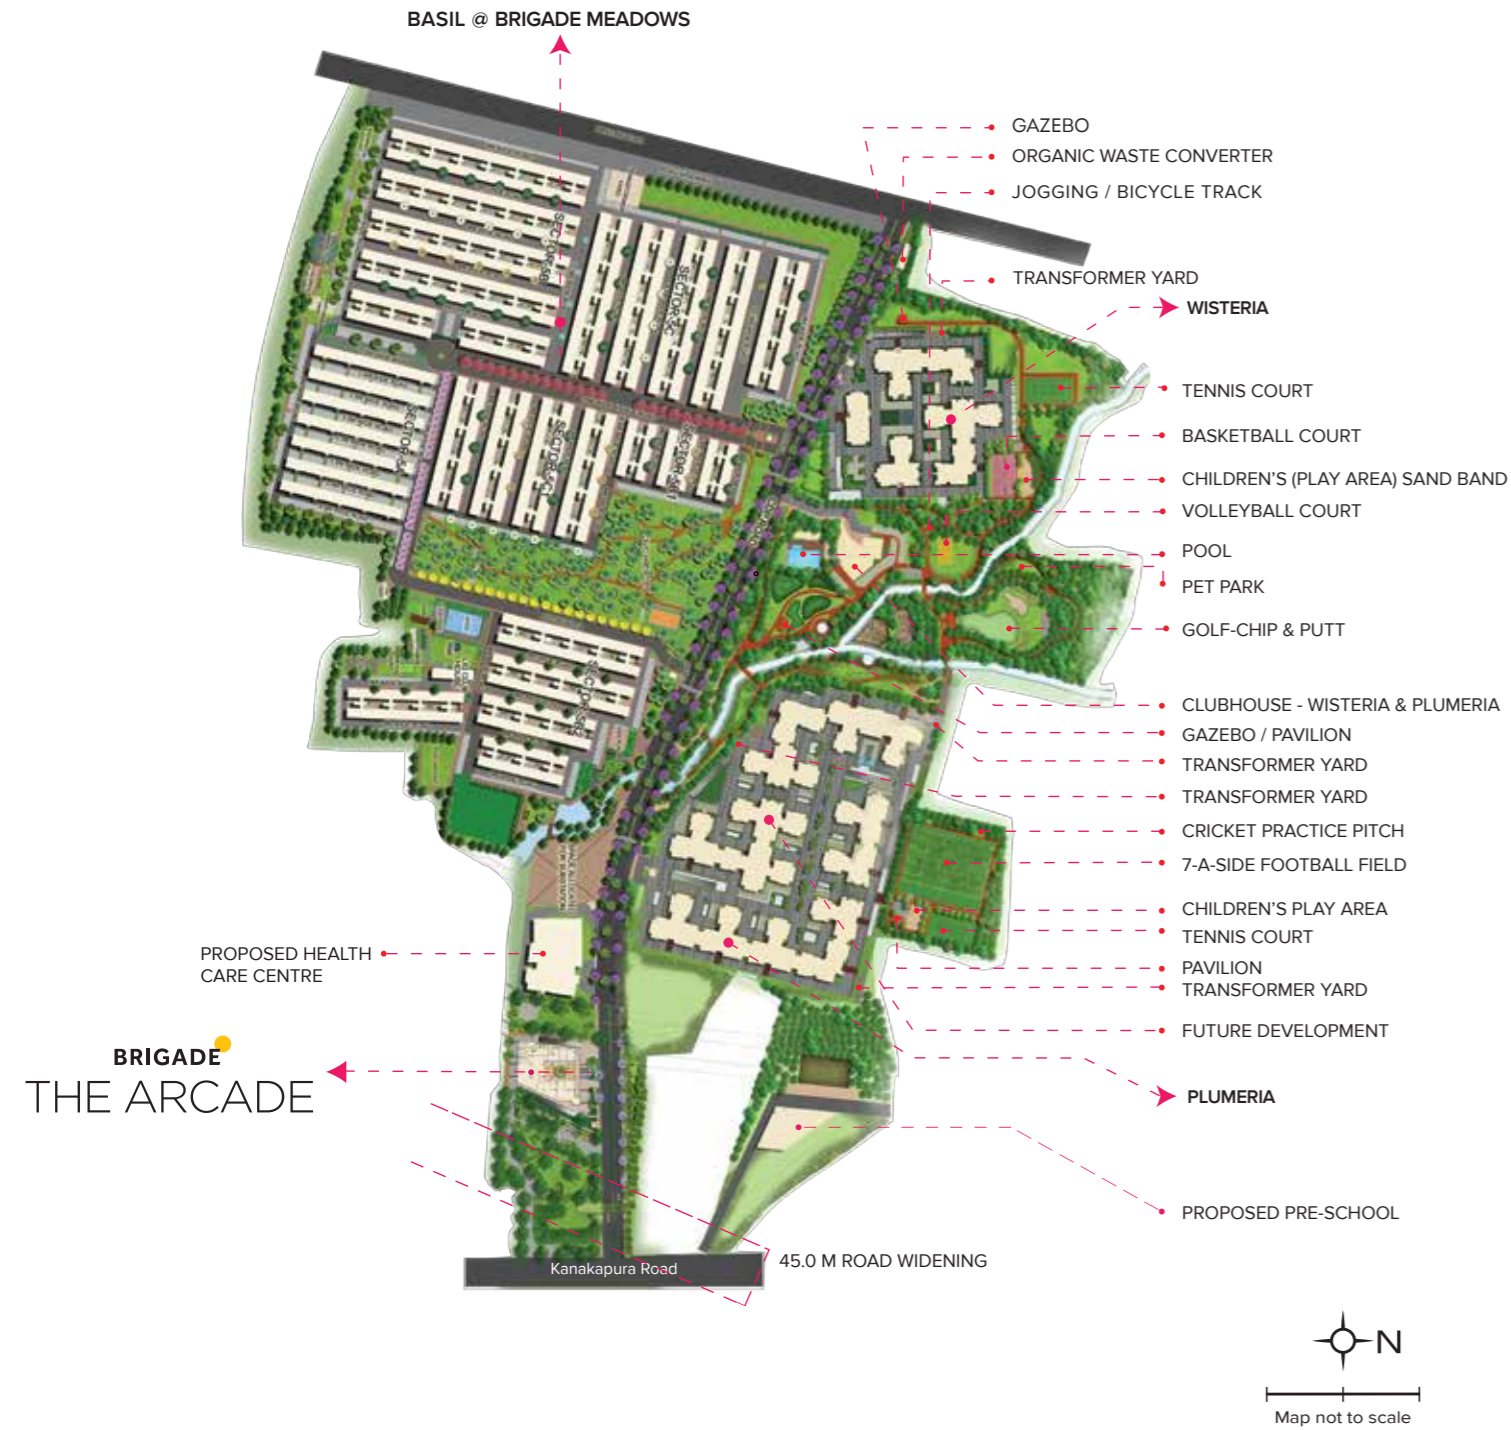 BASIL @ BRIGADE MEADOWS
GAZEBO
ORGANIC WASTE CONVERTER
JOGGING / BICYCLE TRACK
TRANSFORMER YARD
WISTERIA
TENNIS COURT
BASKETBALL COURT
CHILDREN'S (PLAY AREA) SAND BAND
VOLLEYBALL COURT
POOL
PET PARK
GOLF-CHIP & PUTT
CLUBHOUSE - WISTERIA & PLUMERIA
GAZEBO / PAVILION
TRANSFORMER YARD
TRANSFORMER YARD
CRICKET PRACTICE PITCH
7-A-SIDE FOOTBALL FIELD
CHILDREN'S PLAY AREA
TENNIS COURT
PAVILION
TRANSFORMER YARD
FUTURE DEVELOPMENT
PLUMERIA
PROPOSED PRE-SCHOOL
PROPOSED HEALTH
CARE CENTRE
BRIGADE
THE ARCADE
45.0 M ROAD WIDENING
Kanakapura Road
N
Map not to scale